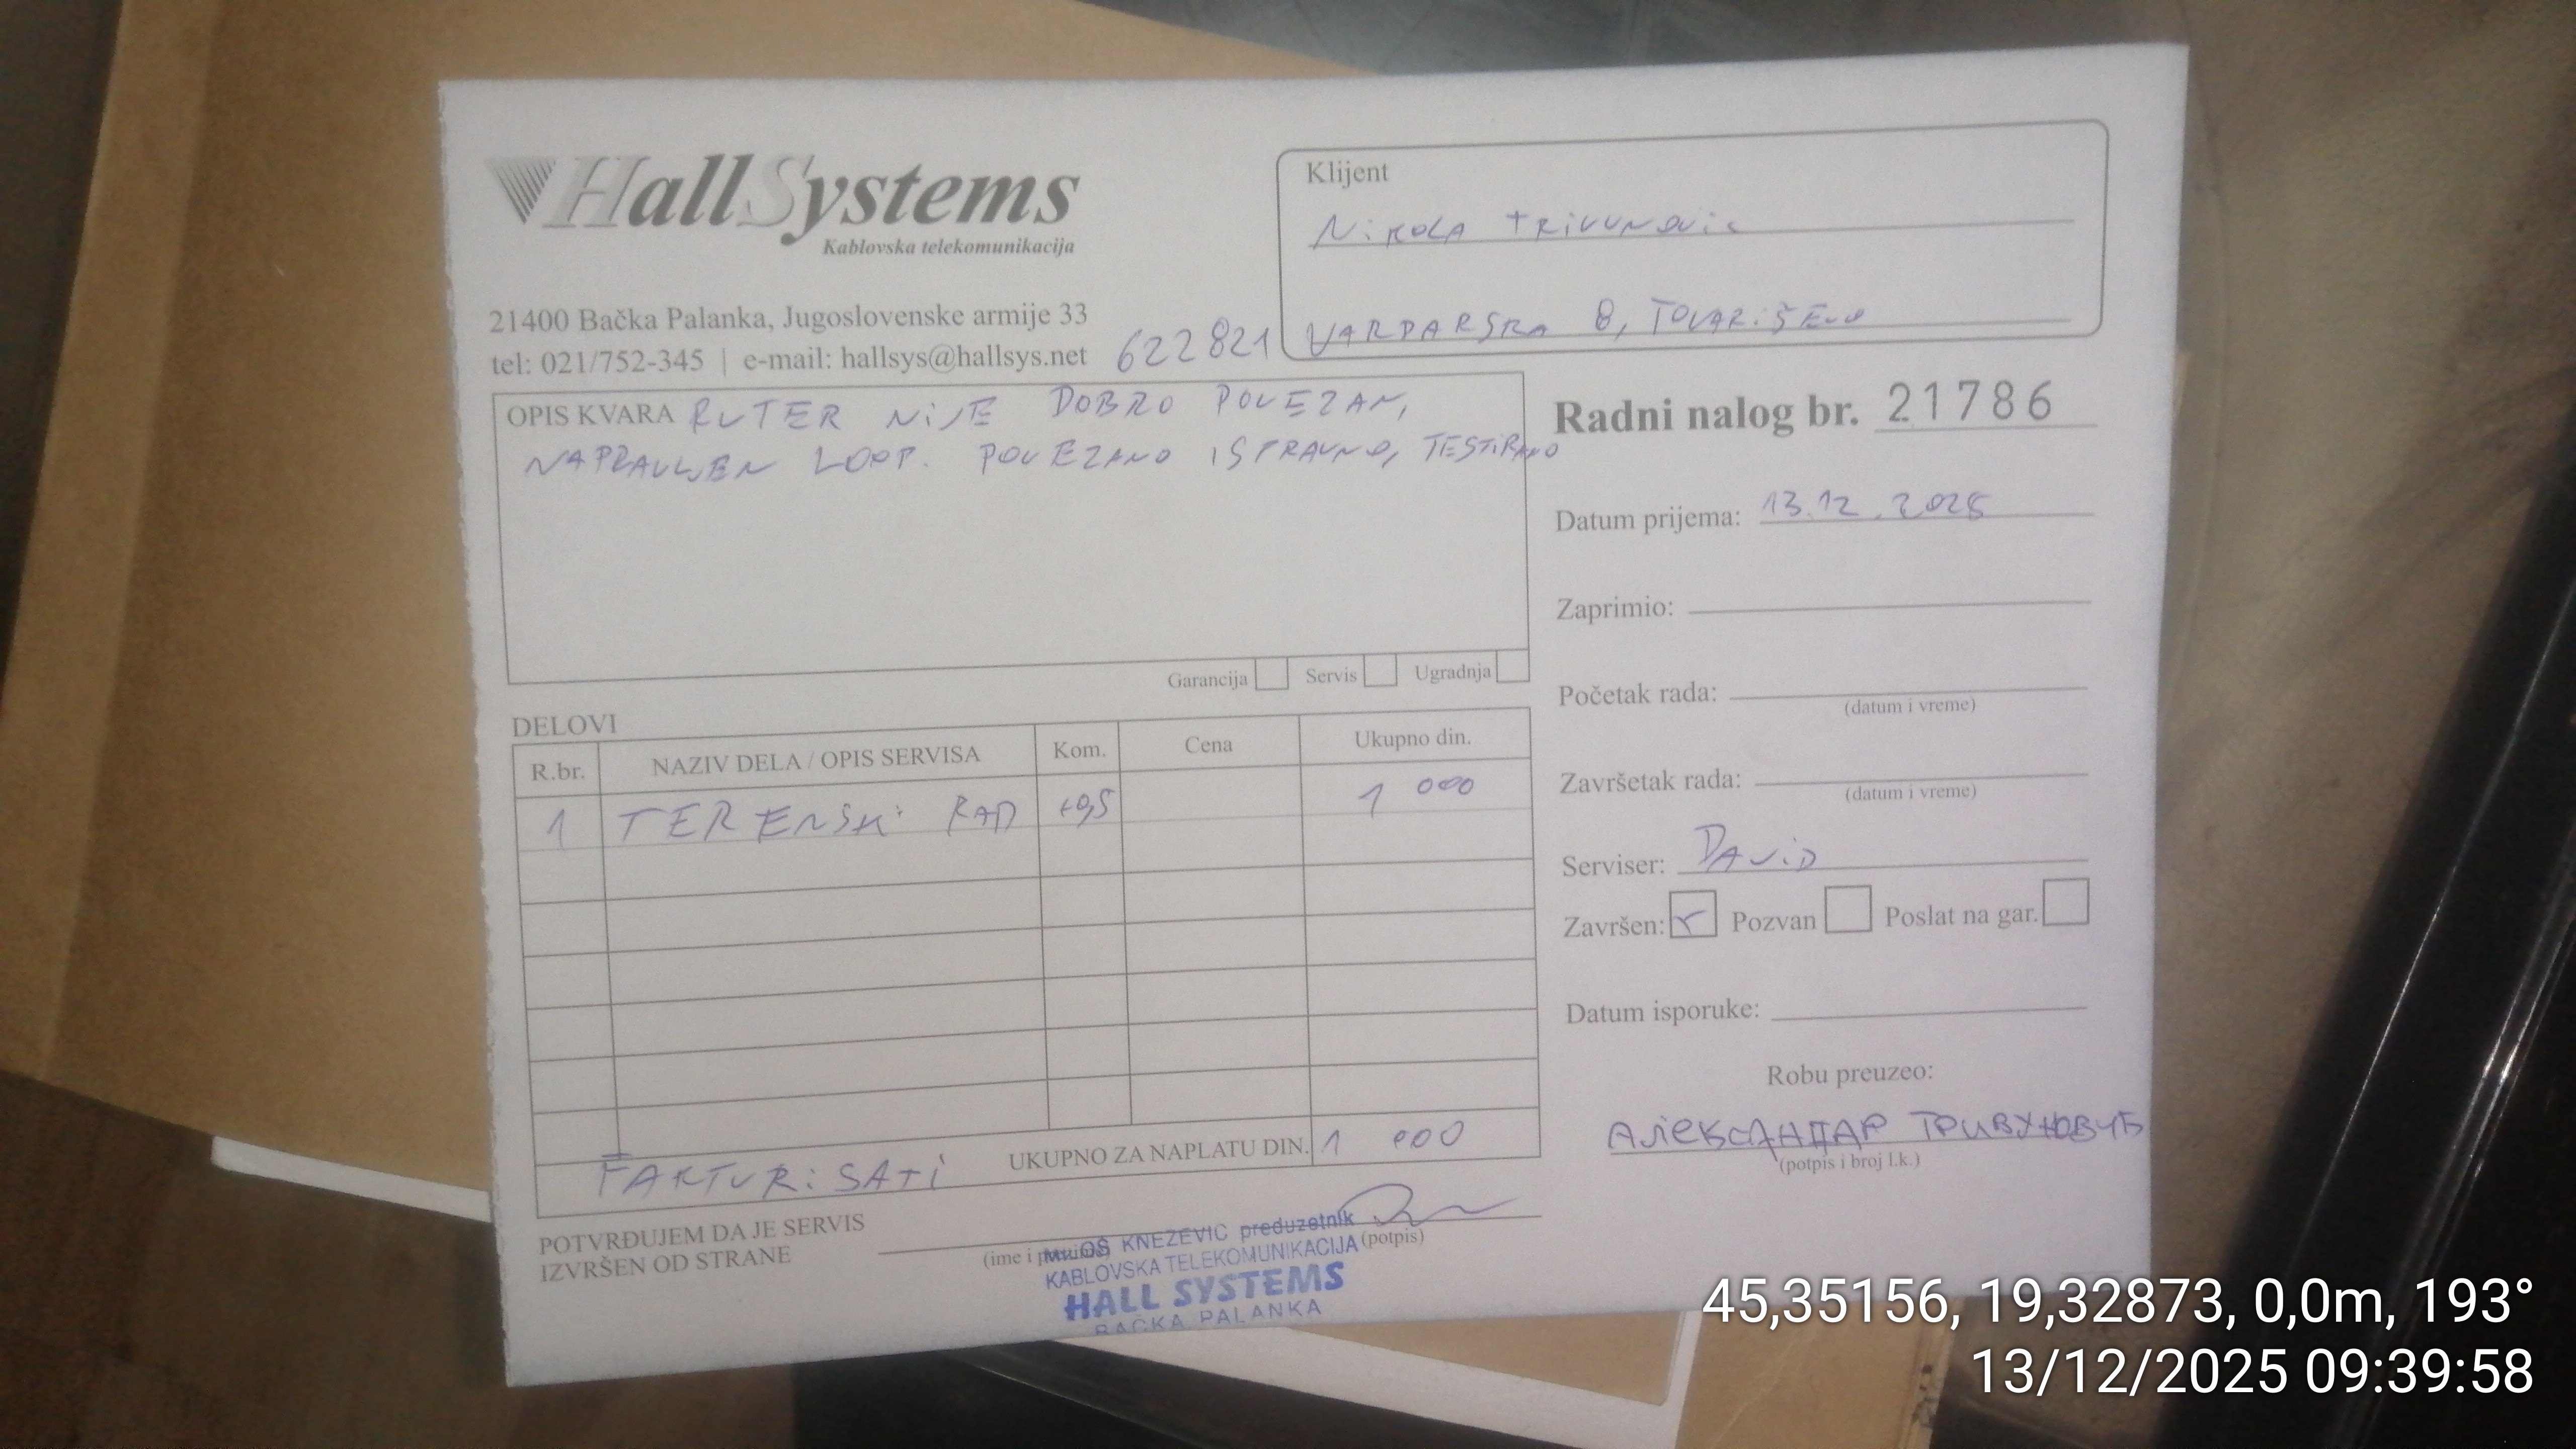 HallSystems
Kablovska telekomunikacija
21400 Bačka Palanka, Jugoslovenske armije 33
tel: 021/752-345 | e-mail: hallsys@hallsys.net
622821
Klijent
NiKOLA TRiVUNOViC
VARDARSKA 8, TOVARiŠEVO
OPIS KVARA RUTER NiJE DOBRO POVEZAN,
NAPRAVLJEN LOOP. POVEZANO ISPRAVNO, TESTiRANO
Garancija Servis Ugradnja
Radni nalog br. 21786
Datum prijema: 13.12.2025
Zaprimio:
Početak rada:
(datum i vreme)
Završetak rada:
(datum i vreme)
Serviser: DAViD
Završen: Pozvan Poslat na gar.
Datum isporuke:
Robu preuzeo:
АЛЕКСАНДАР ТРИВУНОВИЋ
(potpis i broj l.k.)
DELOVI
R.br. NAZIV DELA / OPIS SERVISA Kom. Cena Ukupno din.
1 TERENSKi RAD 1 000
FAKTURiSATi UKUPNO ZA NAPLATU DIN. 1 000
POTVRĐUJEM DA JE SERVIS
IZVRŠEN OD STRANE
(ime i prezime) (potpis)
MILOŠ KNEZEVIC preduzetnik
KABLOVSKA TELEKOMUNIKACIJA
HALL SYSTEMS
BAČKA PALANKA
45,35156, 19,32873, 0,0m, 193°
13/12/2025 09:39:58